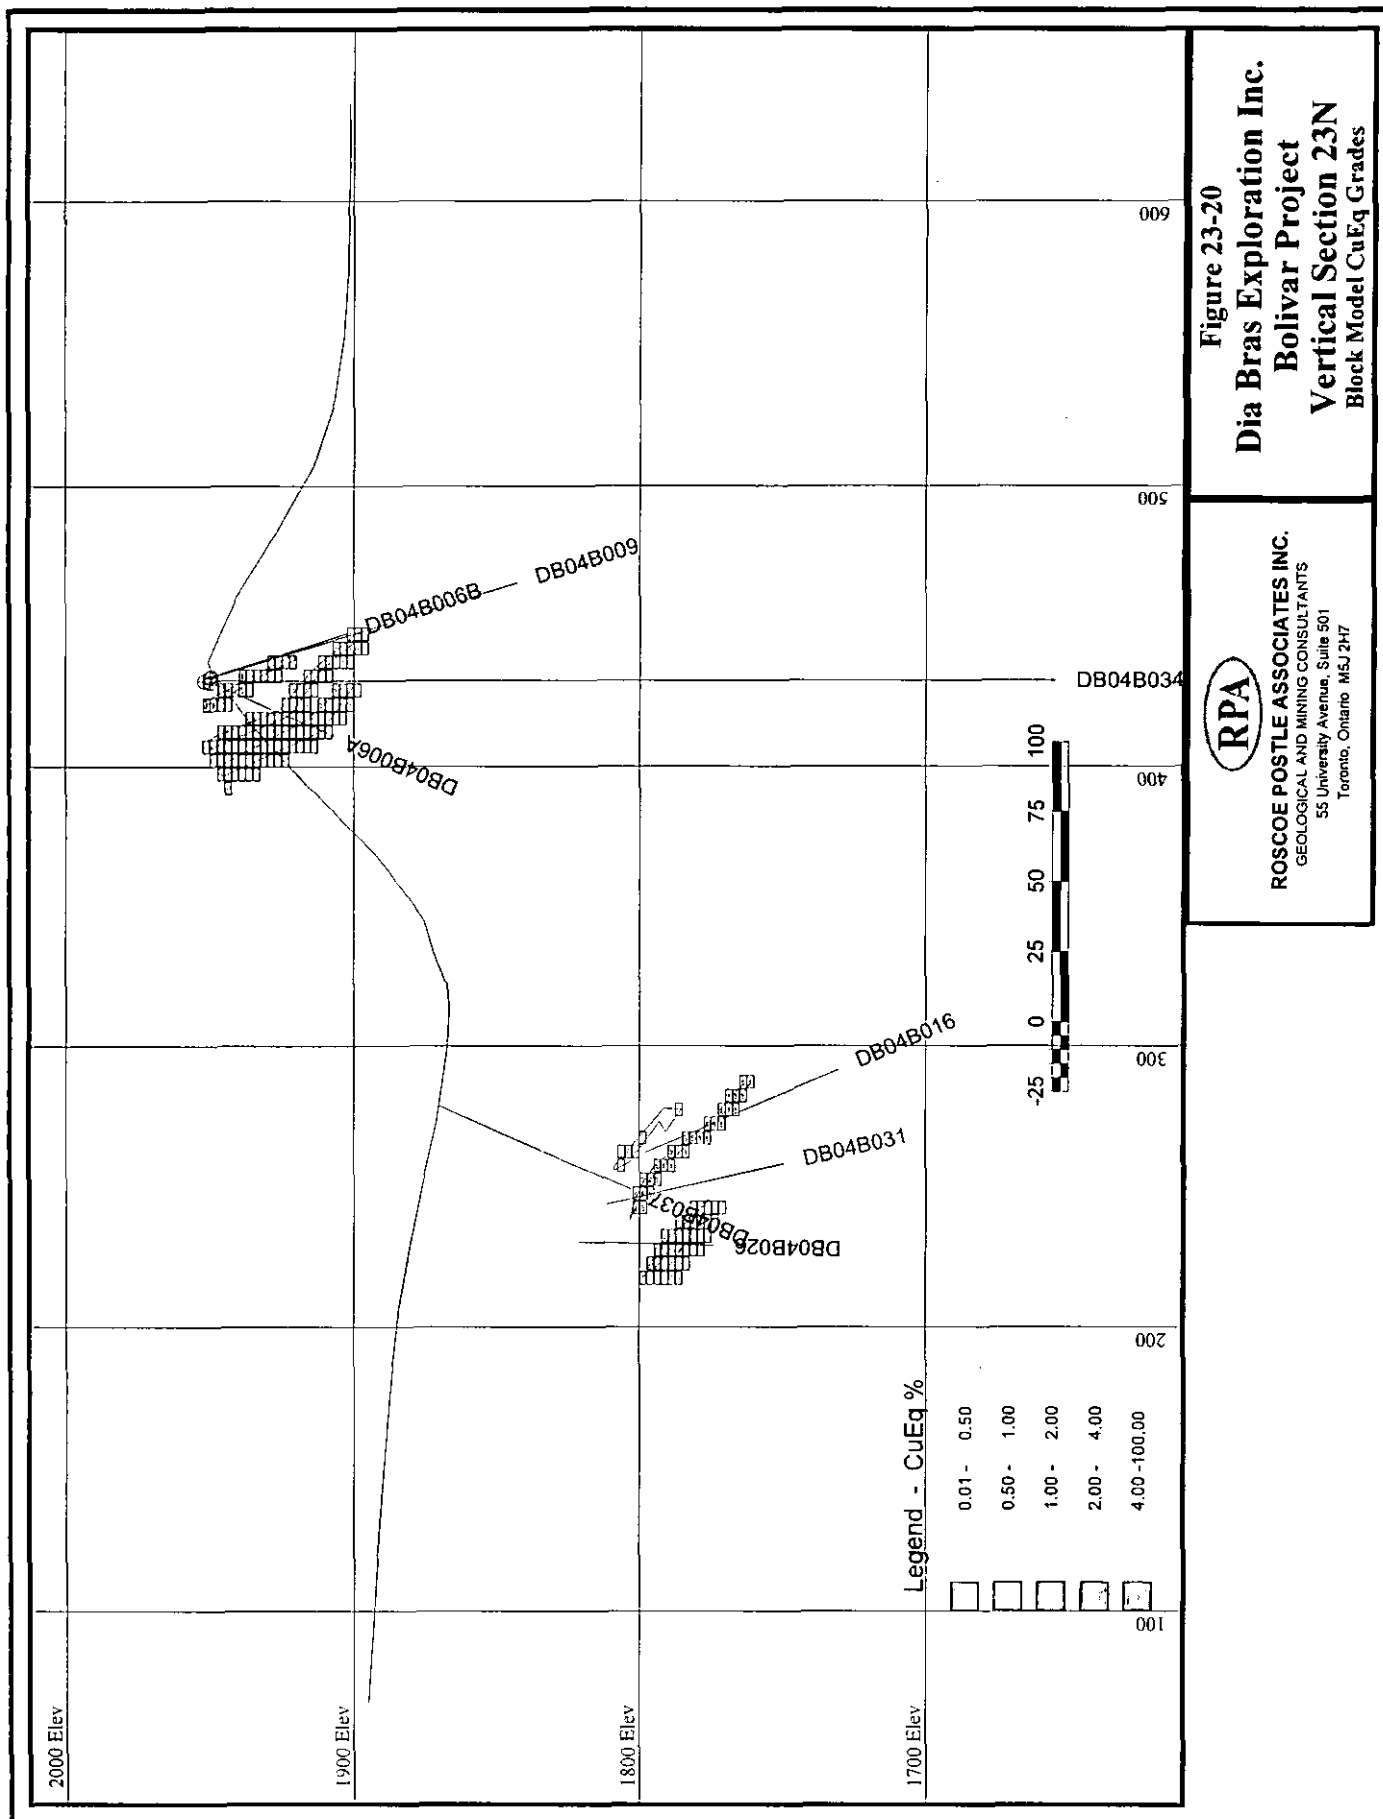 2000 Elev
1900 Elev
1800 Elev
1700 Elev
100
200
300
400
500
600
DB04B006B
DB04B009
DB04B034
DB04B006A
DB04B016
DB04B031
DB04B037
DB04B026
-25 0 25 50 75 100
Legend - CuEq %
0.01 - 0.50
0.50 - 1.00
1.00 - 2.00
2.00 - 4.00
4.00 -100.00
RPA
ROSCOE POSTLE ASSOCIATES INC.
GEOLOGICAL AND MINING CONSULTANTS
55 University Avenue, Suite 501
Toronto, Ontario M5J 2H7
Figure 23-20
Dia Bras Exploration Inc.
Bolivar Project
Vertical Section 23N
Block Model CuEq Grades